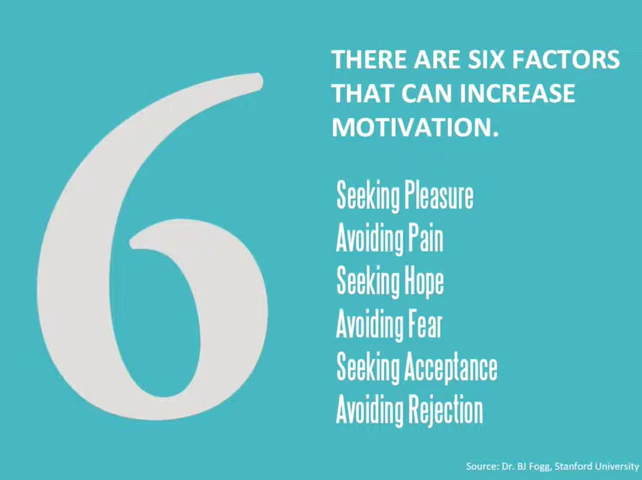 6
THERE ARE SIX FACTORS
THAT CAN INCREASE
MOTIVATION.
Seeking Pleasure
Avoiding Pain
Seeking Hope
Avoiding Fear
Seeking Acceptance
Avoiding Rejection
Source: Dr. BJ Fogg, Stanford University